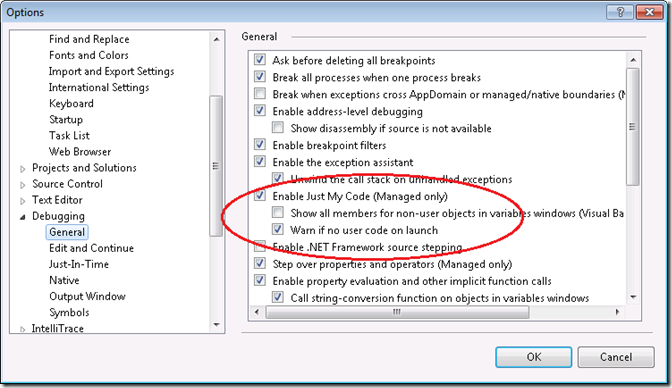 Options
Find and Replace
Fonts and Colors
Import and Export Settings
International Settings
Keyboard
Startup
Task List
Web Browser
Projects and Solutions
Source Control
Text Editor
Debugging
General
Edit and Continue
Just-In-Time
Native
Output Window
Symbols
IntelliTrace
General
Ask before deleting all breakpoints
Break all processes when one process breaks
Break when exceptions cross AppDomain or managed/native boundaries (M
Enable address-level debugging
Show disassembly if source is not available
Enable breakpoint filters
Enable the exception assistant
Unwind the call stack on unhandled exceptions
Enable Just My Code (Managed only)
Show all members for non-user objects in variables windows (Visual Ba
Warn if no user code on launch
Enable .NET Framework source stepping
Step over properties and operators (Managed only)
Enable property evaluation and other implicit function calls
Call string-conversion function on objects in variables windows
OK
Cancel